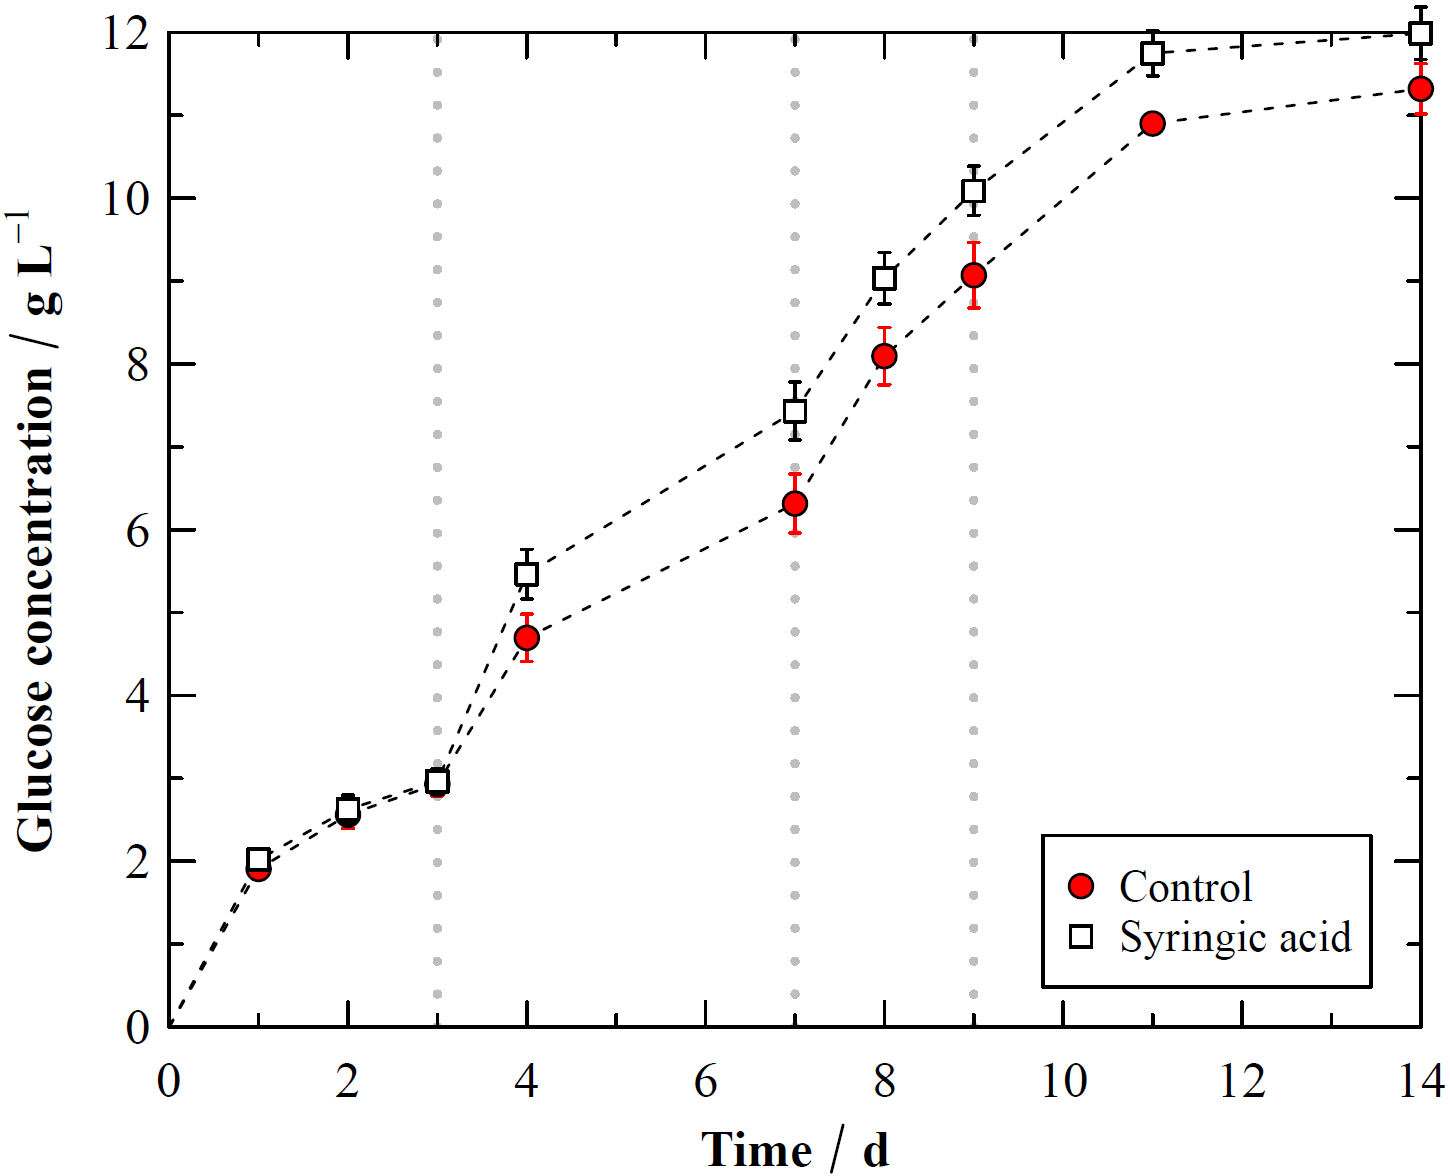 Glucose concentration / g L⁻¹
12
10
8
6
4
2
0
0 2 4 6 8 10 12 14
Time / d
Control
Syringic acid